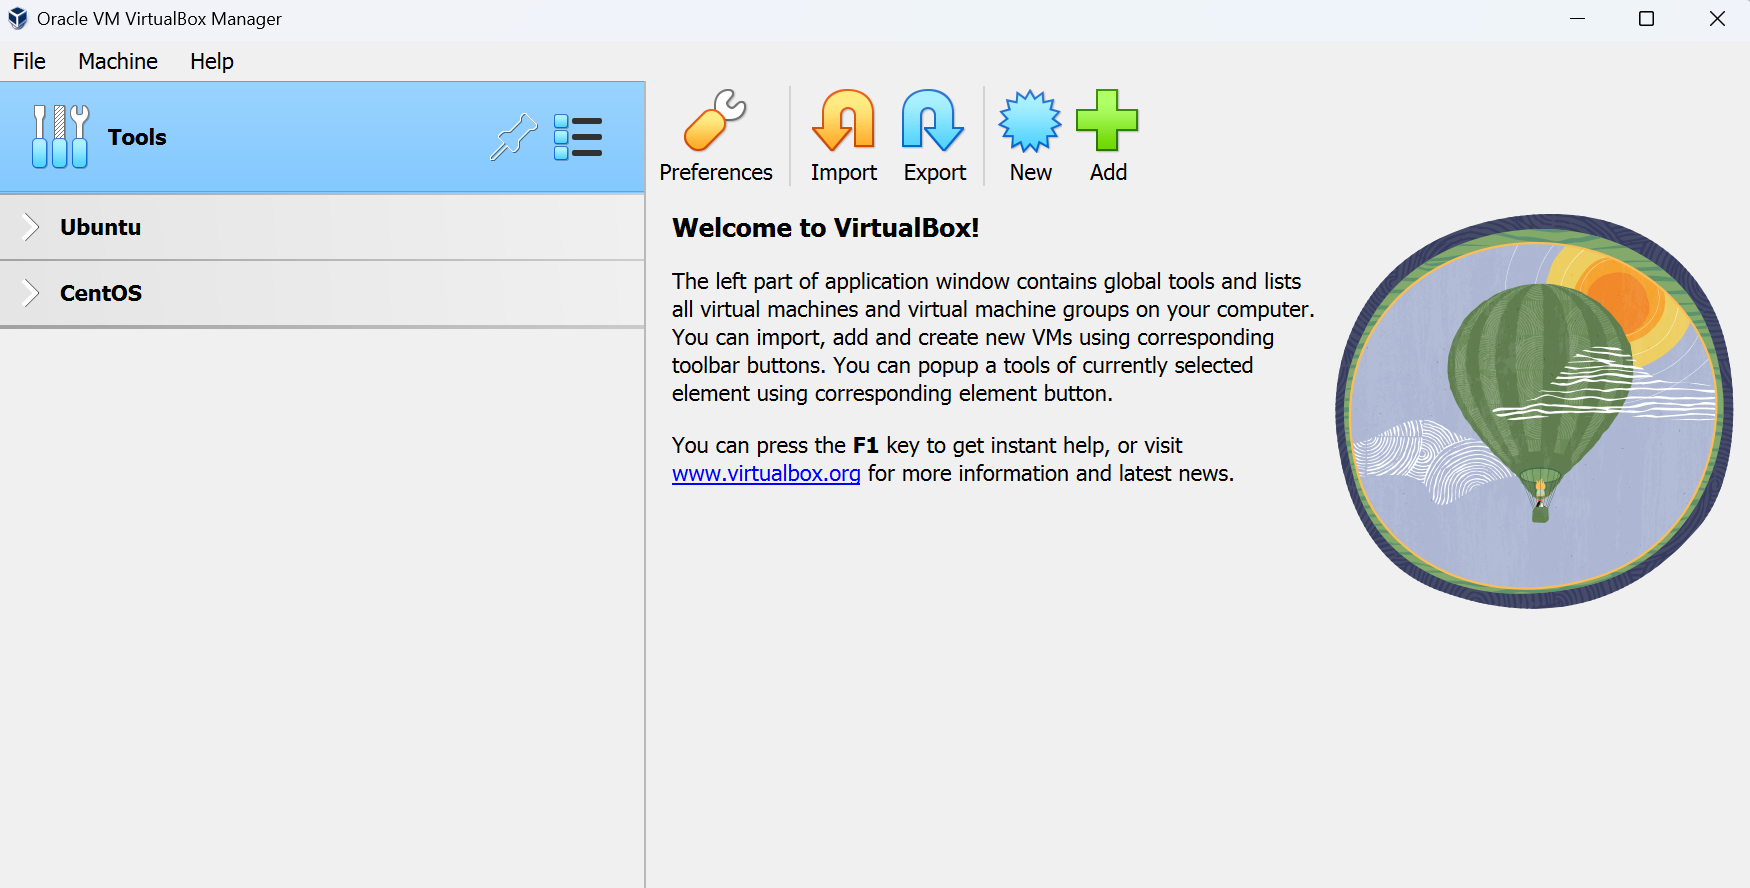 Oracle VM VirtualBox Manager
File Machine Help
Tools
Ubuntu
CentOS
Preferences Import Export New Add
Welcome to VirtualBox!
The left part of application window contains global tools and lists
all virtual machines and virtual machine groups on your computer.
You can import, add and create new VMs using corresponding
toolbar buttons. You can popup a tools of currently selected
element using corresponding element button.
You can press the F1 key to get instant help, or visit
www.virtualbox.org for more information and latest news.